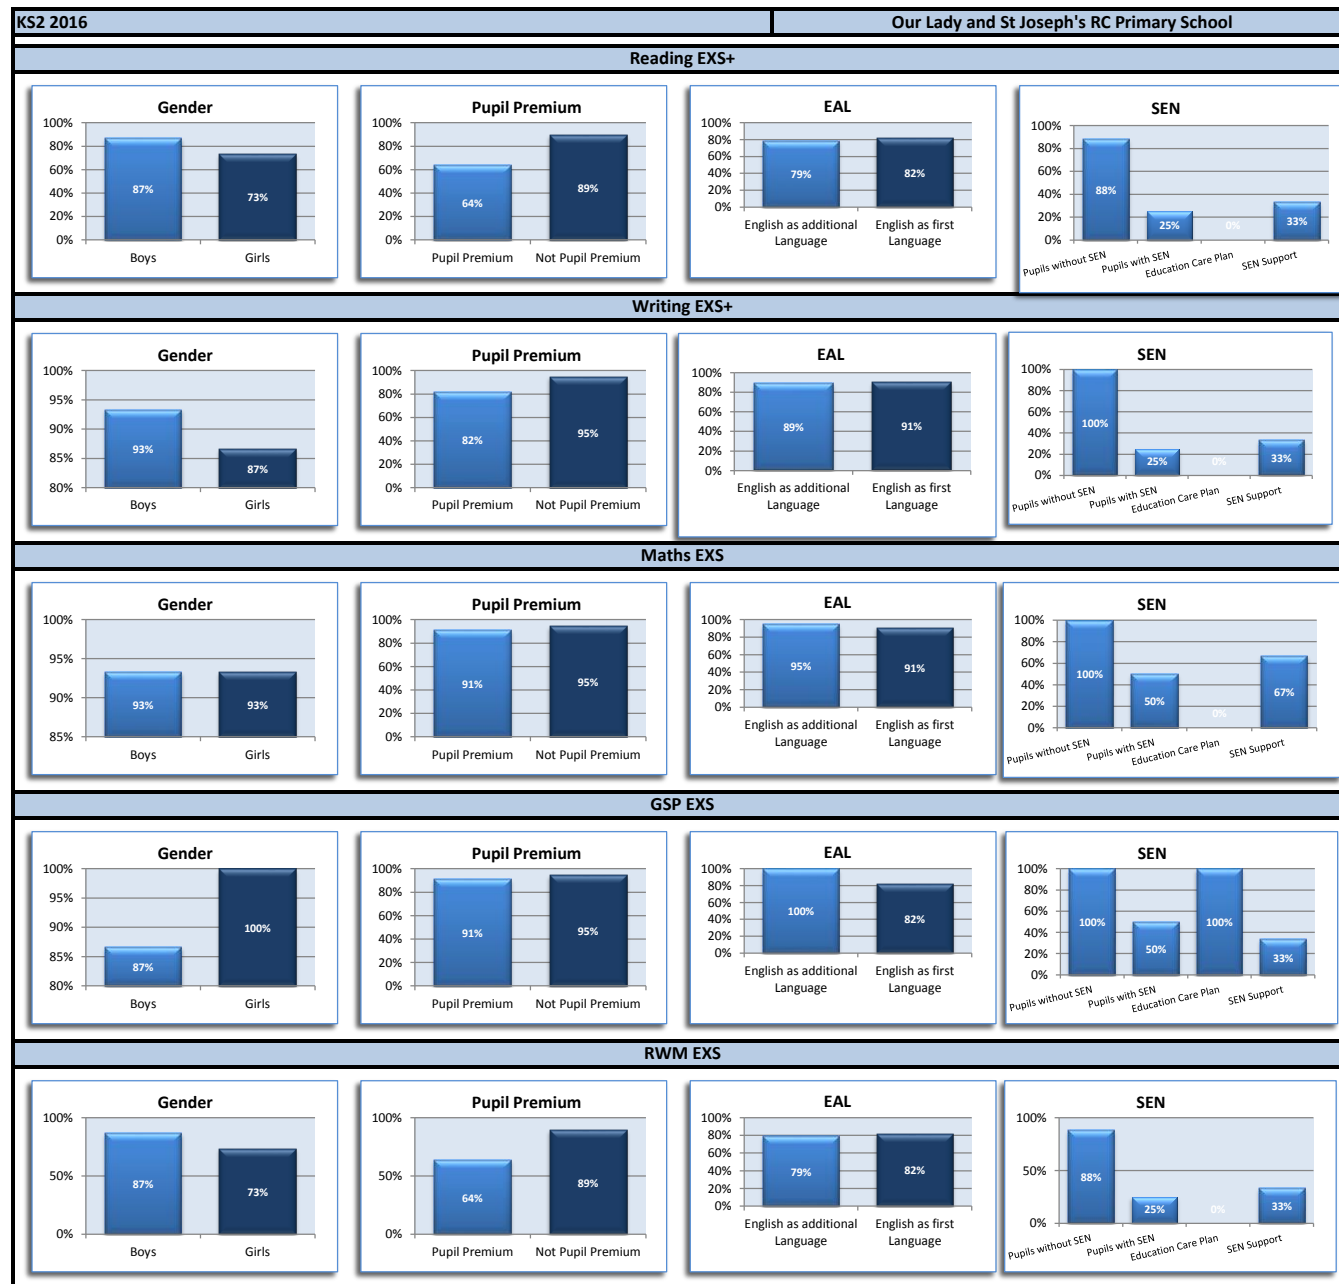 KS2 2016
Our Lady and St Joseph's RC Primary School
Reading EXS+
Gender
100%
80%
60%
40%
20%
0%
87%
73%
Boys
Girls
Pupil Premium
100%
80%
60%
40%
20%
0%
64%
89%
Pupil Premium
Not Pupil Premium
EAL
100%
80%
60%
40%
20%
0%
79%
82%
English as additional
Language
English as first
Language
SEN
100%
80%
60%
40%
20%
0%
88%
25%
0%
33%
Pupils without SEN
Pupils with SEN
Education Care Plan
SEN Support
Writing EXS+
Gender
100%
95%
90%
85%
80%
93%
87%
Boys
Girls
Pupil Premium
100%
80%
60%
40%
20%
0%
82%
95%
Pupil Premium
Not Pupil Premium
EAL
100%
80%
60%
40%
20%
0%
89%
91%
English as additional
Language
English as first
Language
SEN
100%
80%
60%
40%
20%
0%
100%
25%
0%
33%
Pupils without SEN
Pupils with SEN
Education Care Plan
SEN Support
Maths EXS
Gender
100%
95%
90%
85%
93%
93%
Boys
Girls
Pupil Premium
100%
80%
60%
40%
20%
0%
91%
95%
Pupil Premium
Not Pupil Premium
EAL
100%
80%
60%
40%
20%
0%
95%
91%
English as additional
Language
English as first
Language
SEN
100%
80%
60%
40%
20%
0%
100%
50%
0%
67%
Pupils without SEN
Pupils with SEN
Education Care Plan
SEN Support
GSP EXS
Gender
100%
95%
90%
85%
80%
87%
100%
Boys
Girls
Pupil Premium
100%
80%
60%
40%
20%
0%
91%
95%
Pupil Premium
Not Pupil Premium
EAL
100%
80%
60%
40%
20%
0%
100%
82%
English as additional
Language
English as first
Language
SEN
100%
80%
60%
40%
20%
0%
100%
50%
100%
33%
Pupils without SEN
Pupils with SEN
Education Care Plan
SEN Support
RWM EXS
Gender
100%
50%
0%
87%
73%
Boys
Girls
Pupil Premium
100%
50%
0%
64%
89%
Pupil Premium
Not Pupil Premium
EAL
100%
80%
60%
40%
20%
0%
79%
82%
English as additional
Language
English as first
Language
SEN
100%
50%
0%
88%
25%
0%
33%
Pupils without SEN
Pupils with SEN
Education Care Plan
SEN Support